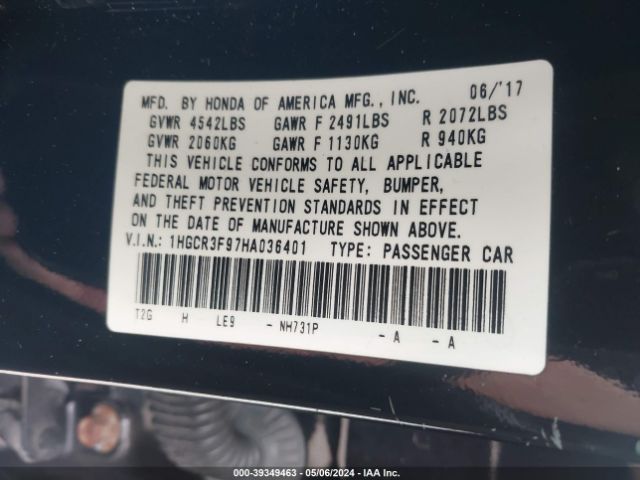 MFD. BY HONDA OF AMERICA MFG., INC. 06/'17
GVWR 4542LBS GAWR F 2491LBS R 2072LBS
GVWR 2060KG GAWR F 1130KG R 940KG
THIS VEHICLE CONFORMS TO ALL APPLICABLE
FEDERAL MOTOR VEHICLE SAFETY, BUMPER,
AND THEFT PREVENTION STANDARDS IN EFFECT
ON THE DATE OF MANUFACTURE SHOWN ABOVE.
V.I.N.: 1HGCR3F97HA036401 TYPE: PASSENGER CAR
T2G H LE9 - NH731P - A - A
000-39349463 - 05/06/2024 - IAA Inc.